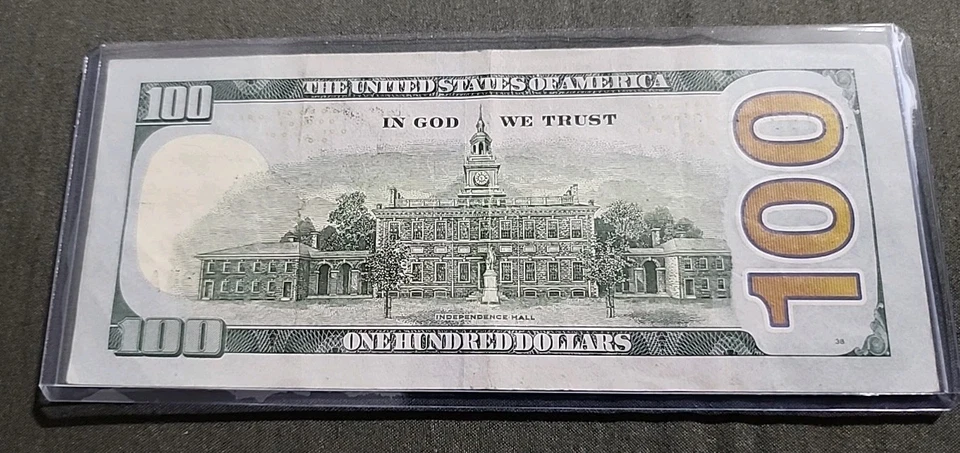 THE UNITED STATES OF AMERICA
100
IN GOD WE TRUST
100
INDEPENDENCE HALL
100
ONE HUNDRED DOLLARS
38